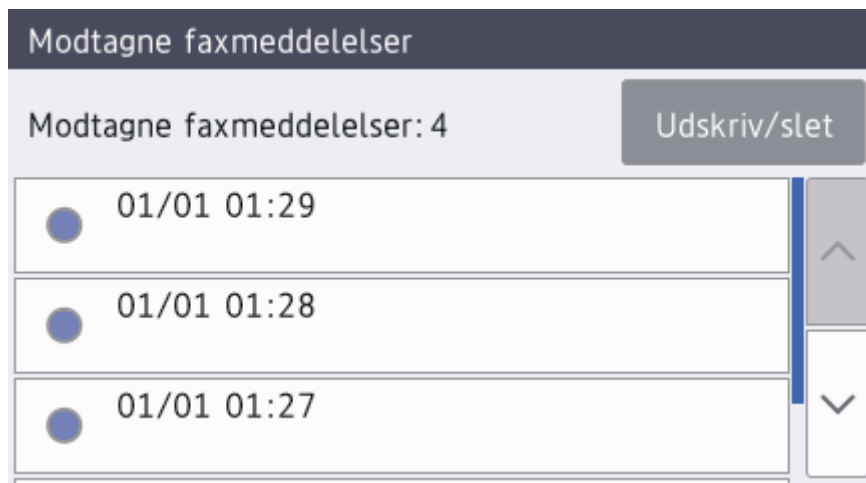 Modtagne faxmeddelelser
Modtagne faxmeddelelser: 4
Udskriv/slet
01/01 01:29
01/01 01:28
01/01 01:27